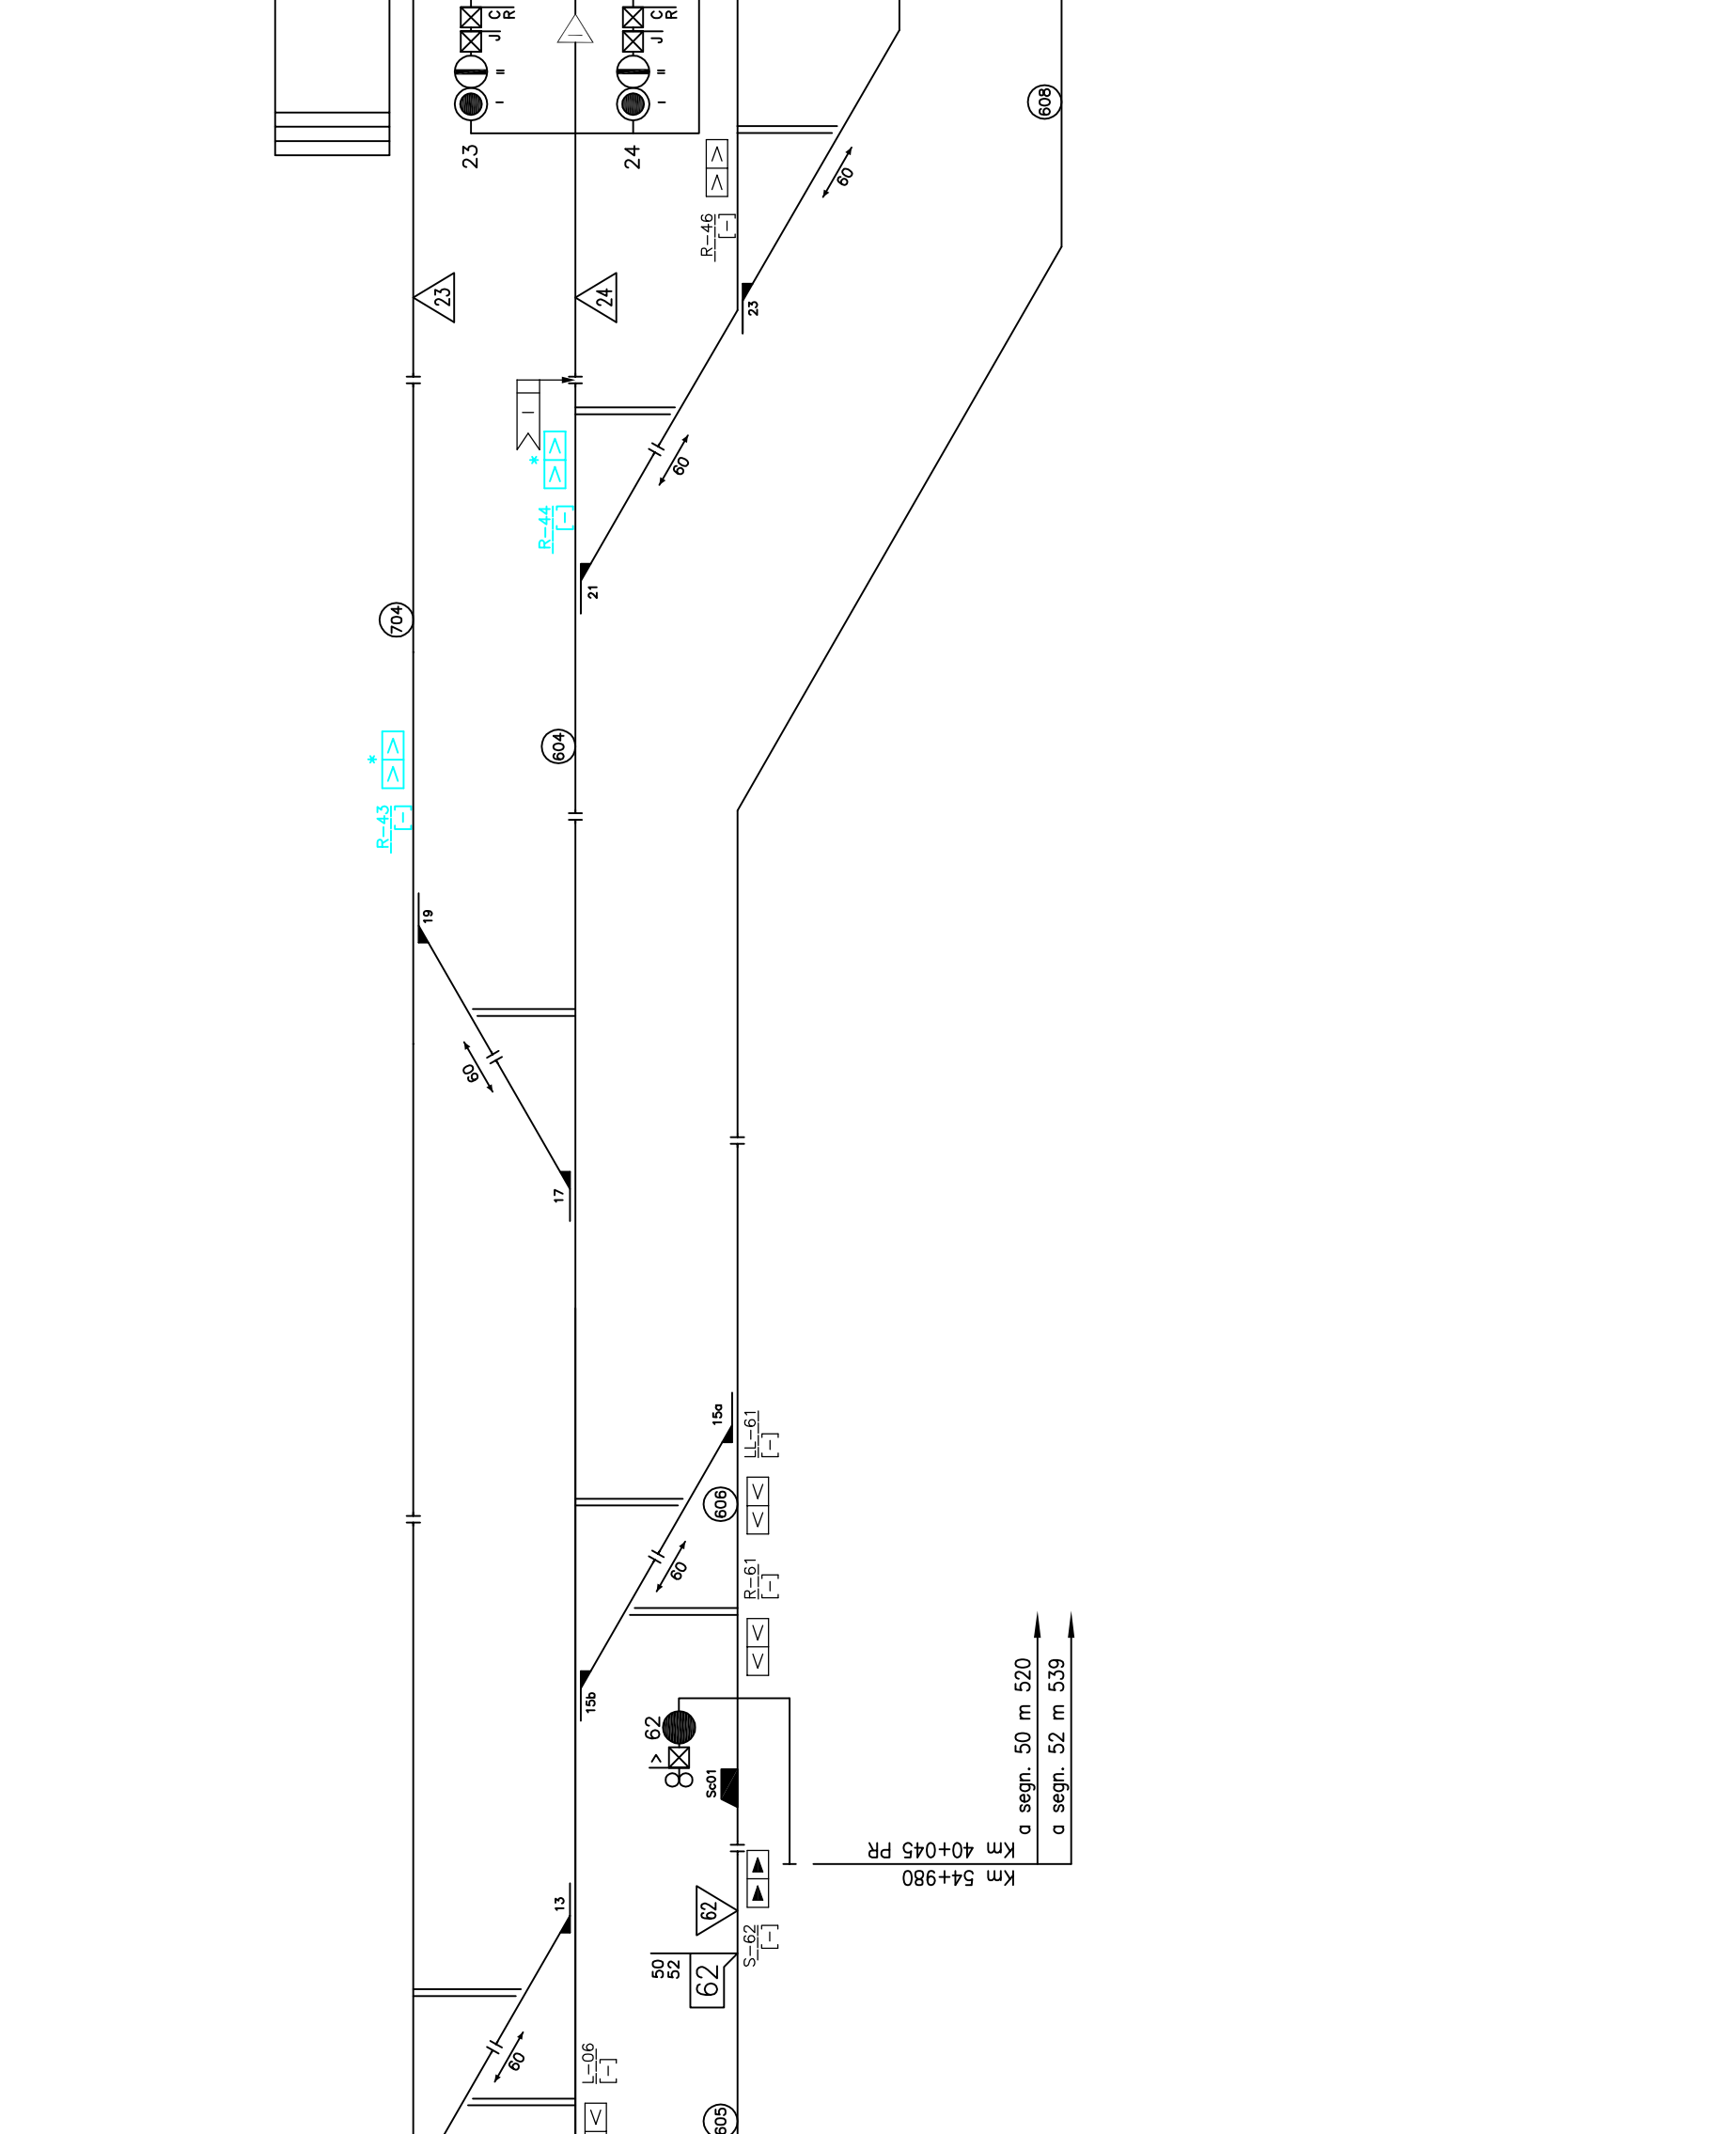 C
R
J
=
I
23
C
R
J
=
I
24
I
608
60
R-46
[-]
23
23
24
I
60
R-44
[-]
*
21
704
604
R-43
[-]
*
19
60
17
15a
LL-61
[-]
606
60
R-61
[-]
15b
62
Sc01
a segn. 50 m 520
a segn. 52 m 539
Km 40+045 PR
Km 54+980
13
62
S-62
[-]
50
52
62
60
L-06
[-]
605